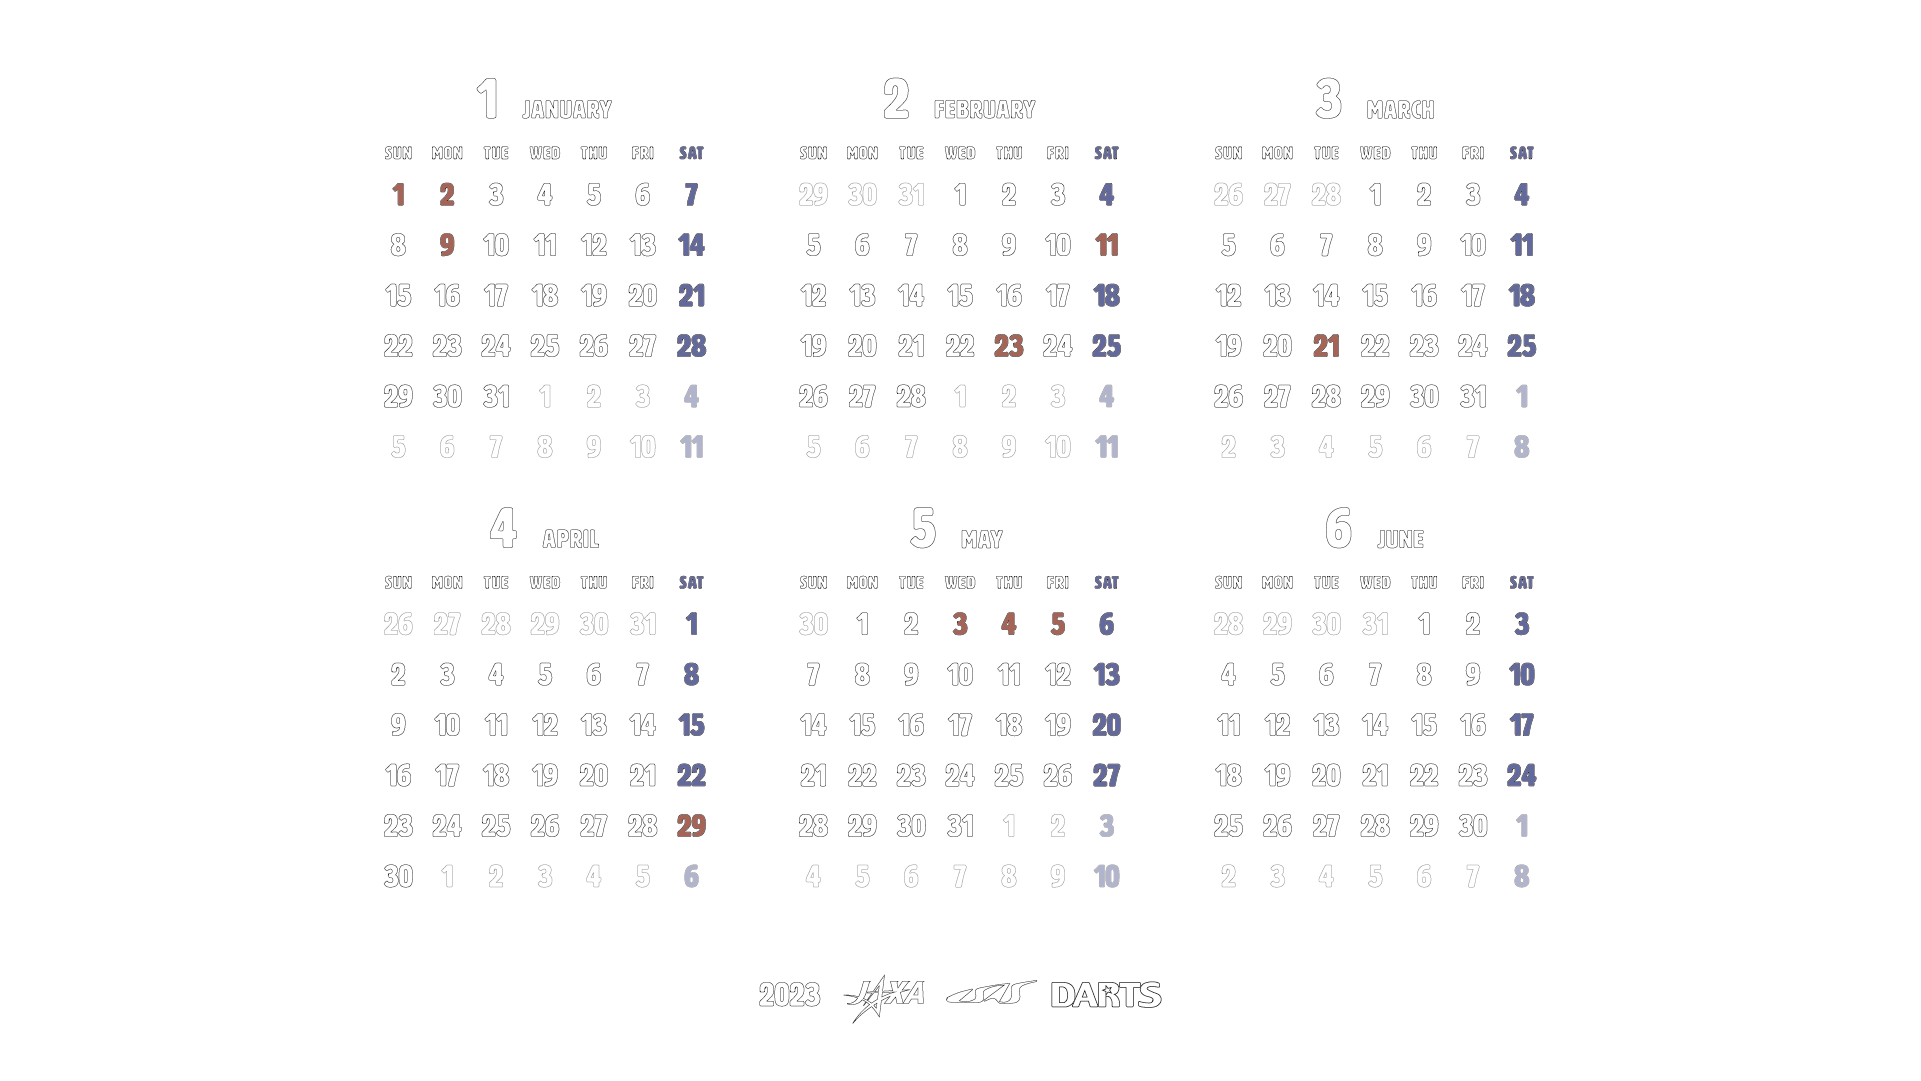 1 JANUARY
SUN MON TUE WED THU FRI SAT
1 2 3 4 5 6 7
8 9 10 11 12 13 14
15 16 17 18 19 20 21
22 23 24 25 26 27 28
29 30 31 1 2 3 4
5 6 7 8 9 10 11
2 FEBRUARY
SUN MON TUE WED THU FRI SAT
29 30 31 1 2 3 4
5 6 7 8 9 10 11
12 13 14 15 16 17 18
19 20 21 22 23 24 25
26 27 28 1 2 3 4
5 6 7 8 9 10 11
3 MARCH
SUN MON TUE WED THU FRI SAT
26 27 28 1 2 3 4
5 6 7 8 9 10 11
12 13 14 15 16 17 18
19 20 21 22 23 24 25
26 27 28 29 30 31 1
2 3 4 5 6 7 8
4 APRIL
SUN MON TUE WED THU FRI SAT
26 27 28 29 30 31 1
2 3 4 5 6 7 8
9 10 11 12 13 14 15
16 17 18 19 20 21 22
23 24 25 26 27 28 29
30 1 2 3 4 5 6
5 MAY
SUN MON TUE WED THU FRI SAT
30 1 2 3 4 5 6
7 8 9 10 11 12 13
14 15 16 17 18 19 20
21 22 23 24 25 26 27
28 29 30 31 1 2 3
4 5 6 7 8 9 10
6 JUNE
SUN MON TUE WED THU FRI SAT
28 29 30 31 1 2 3
4 5 6 7 8 9 10
11 12 13 14 15 16 17
18 19 20 21 22 23 24
25 26 27 28 29 30 1
2 3 4 5 6 7 8
2023 JAXA ISAS DARTS